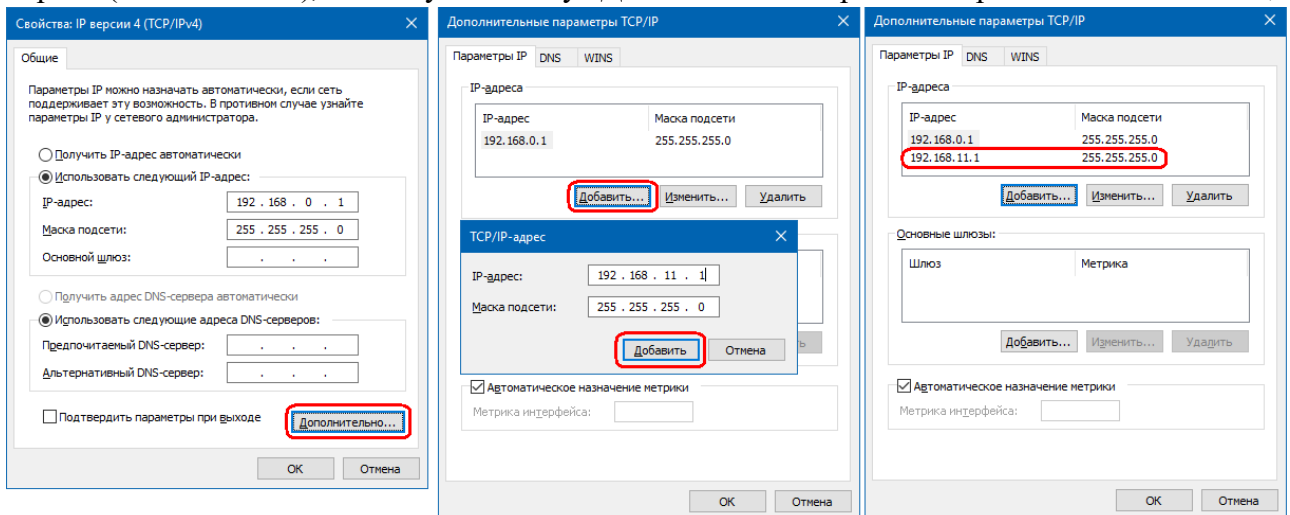 Свойства: IP версии 4 (TCP/IPv4)
Общие
Параметры IP можно назначать автоматически, если сеть
поддерживает эту возможность. В противном случае узнайте
параметры IP у сетевого администратора.
Получить IP-адрес автоматически
Использовать следующий IP-адрес:
IP-адрес: 192 . 168 . 0 . 1
Маска подсети: 255 . 255 . 255 . 0
Основной шлюз: . . .
Получить адрес DNS-сервера автоматически
Использовать следующие адреса DNS-серверов:
Предпочитаемый DNS-сервер: . . .
Альтернативный DNS-сервер: . . .
Подтвердить параметры при выходе Дополнительно...
OK Отмена
Дополнительные параметры TCP/IP
Параметры IP DNS WINS
IP-адреса
IP-адрес Маска подсети
192.168.0.1 255.255.255.0
Добавить... Изменить... Удалить
TCP/IP-адрес
IP-адрес: 192 . 168 . 11 . 1
Маска подсети: 255 . 255 . 255 . 0
Добавить Отмена
Автоматическое назначение метрики
Метрика интерфейса:
OK Отмена
Дополнительные параметры TCP/IP
Параметры IP DNS WINS
IP-адреса
IP-адрес Маска подсети
192.168.0.1 255.255.255.0
192.168.11.1 255.255.255.0
Добавить... Изменить... Удалить
Основные шлюзы:
Шлюз Метрика
Добавить... Изменить... Удалить
Автоматическое назначение метрики
Метрика интерфейса:
OK Отмена